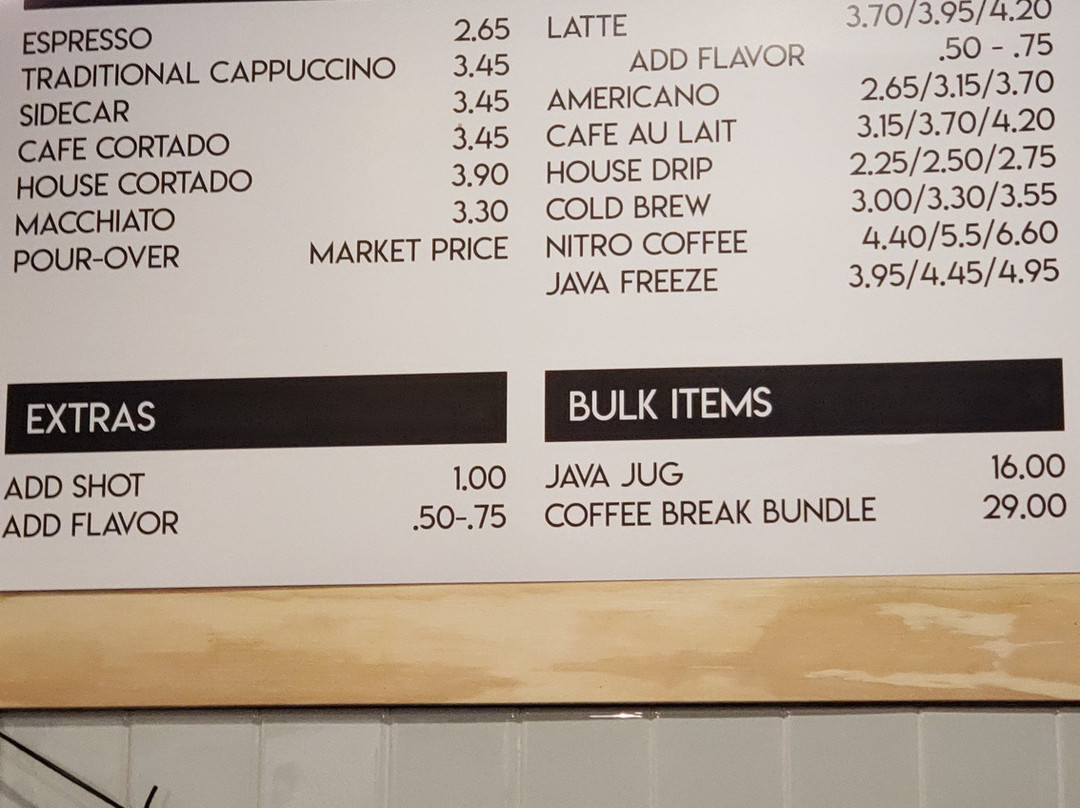 ESPRESSO 2.65
TRADITIONAL CAPPUCCINO 3.45
SIDECAR 3.45
CAFE CORTADO 3.45
HOUSE CORTADO 3.90
MACCHIATO 3.30
POUR-OVER MARKET PRICE
LATTE 3.70/3.95/4.20
ADD FLAVOR .50 - .75
AMERICANO 2.65/3.15/3.70
CAFE AU LAIT 3.15/3.70/4.20
HOUSE DRIP 2.25/2.50/2.75
COLD BREW 3.00/3.30/3.55
NITRO COFFEE 4.40/5.5/6.60
JAVA FREEZE 3.95/4.45/4.95
EXTRAS
ADD SHOT 1.00
ADD FLAVOR .50-.75
BULK ITEMS
JAVA JUG 16.00
COFFEE BREAK BUNDLE 29.00